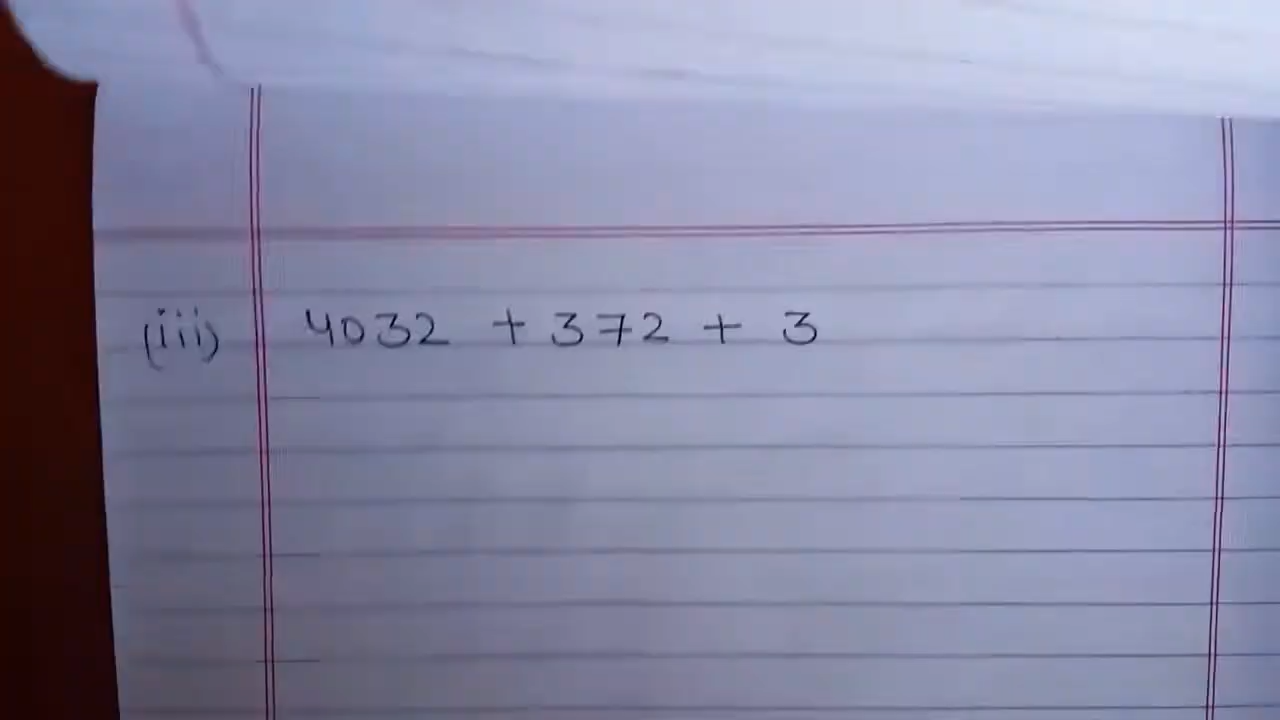 (iii) 4032 + 372 + 3